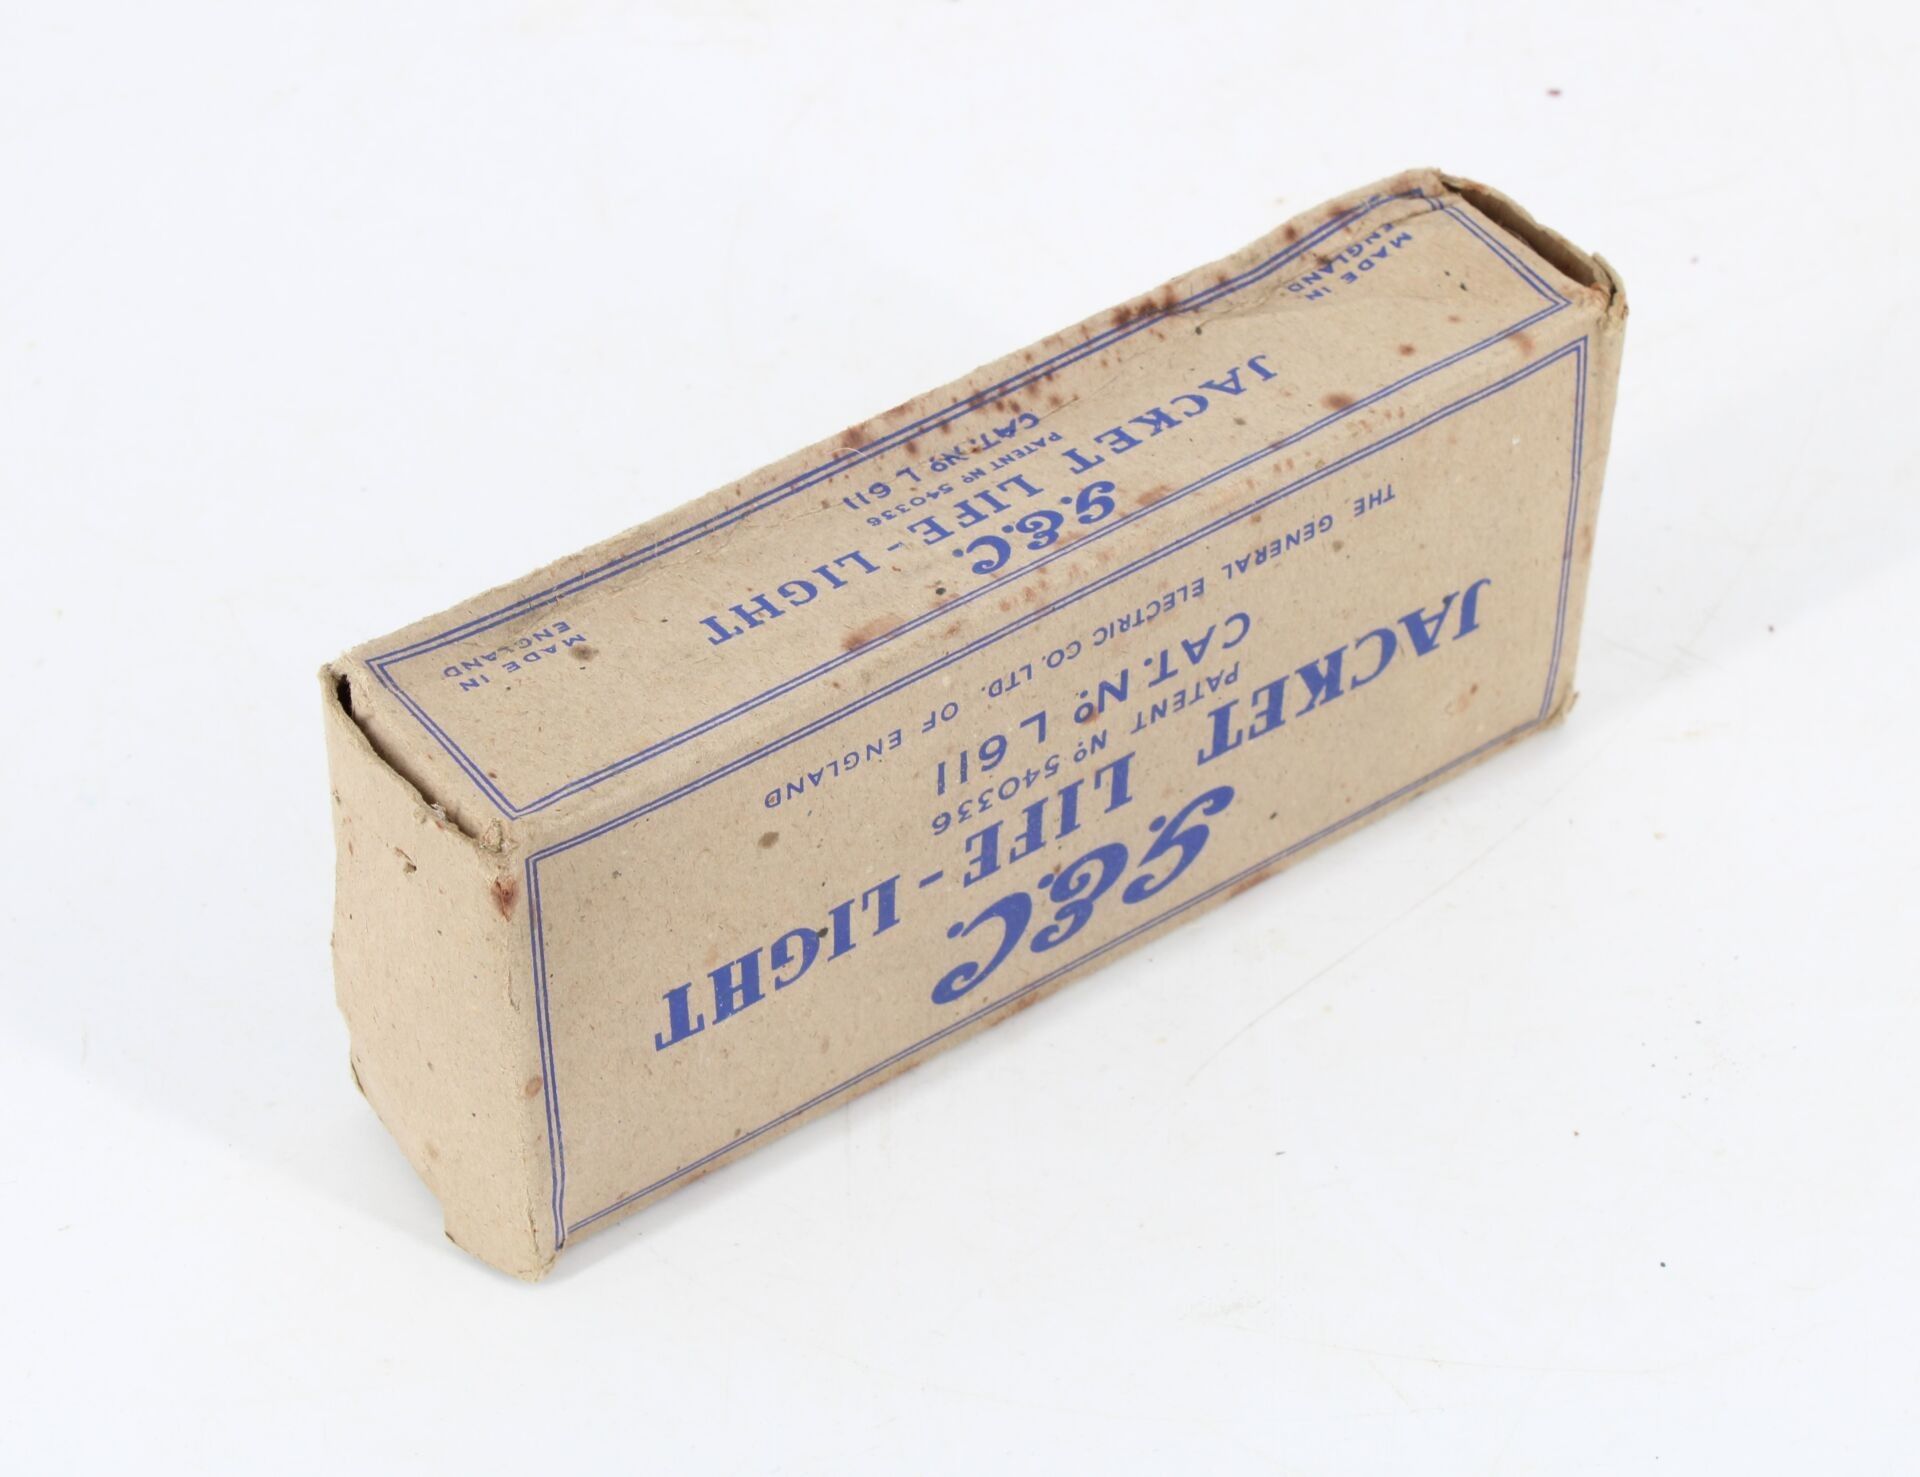 G.E.C.
JACKET LIFE-LIGHT
PATENT Nº 540336
CAT. Nº L 611
THE GENERAL ELECTRIC CO. LTD. OF ENGLAND
G.E.C.
JACKET LIFE-LIGHT
PATENT Nº 540336
CAT. Nº L 611
MADE IN
ENGLAND
MADE IN
ENGLAND